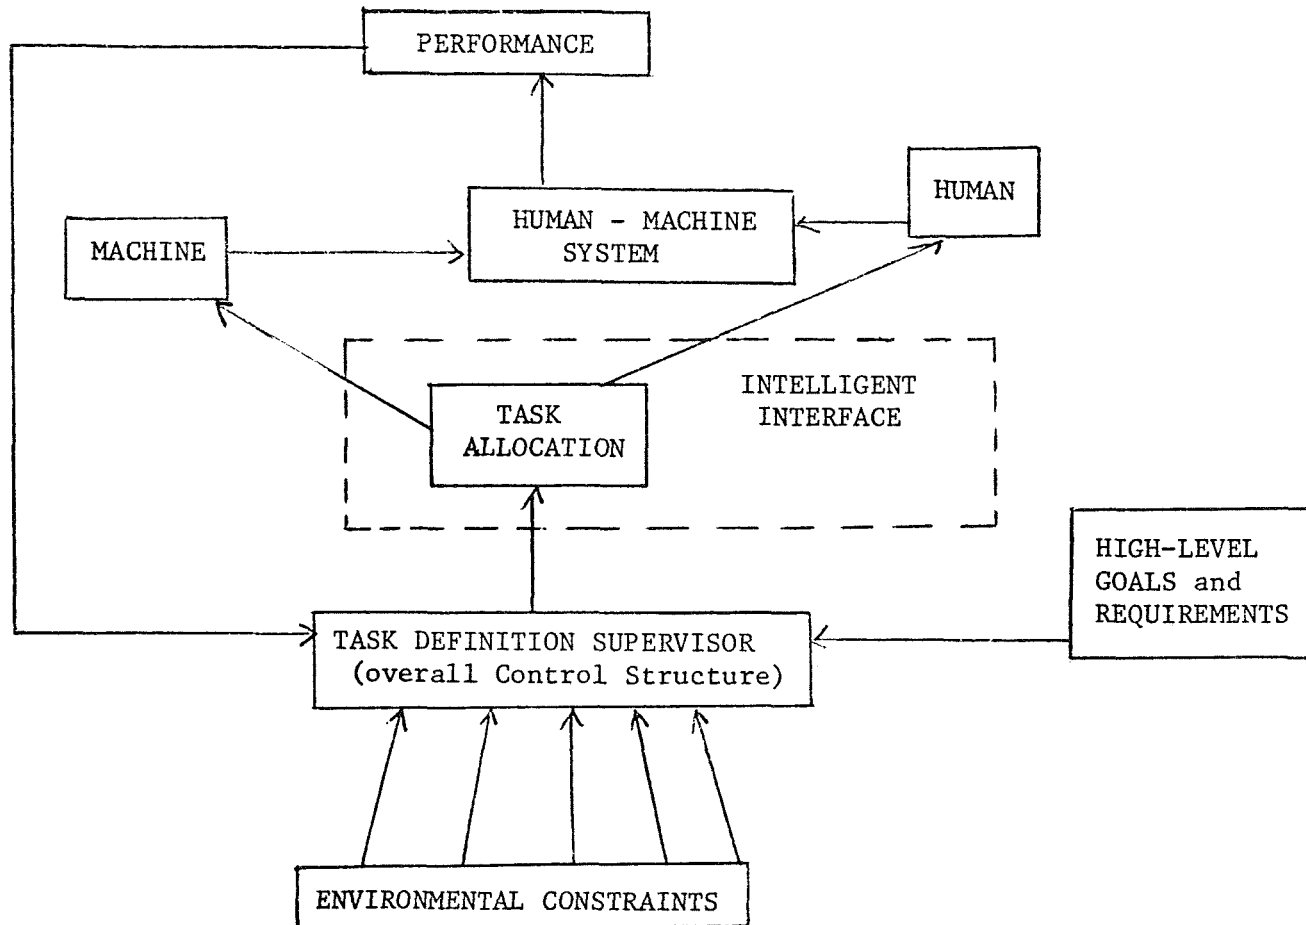 PERFORMANCE
HUMAN
HUMAN - MACHINE
SYSTEM
MACHINE
INTELLIGENT
INTERFACE
TASK
ALLOCATION
HIGH-LEVEL
GOALS and
REQUIREMENTS
TASK DEFINITION SUPERVISOR
(overall Control Structure)
ENVIRONMENTAL CONSTRAINTS